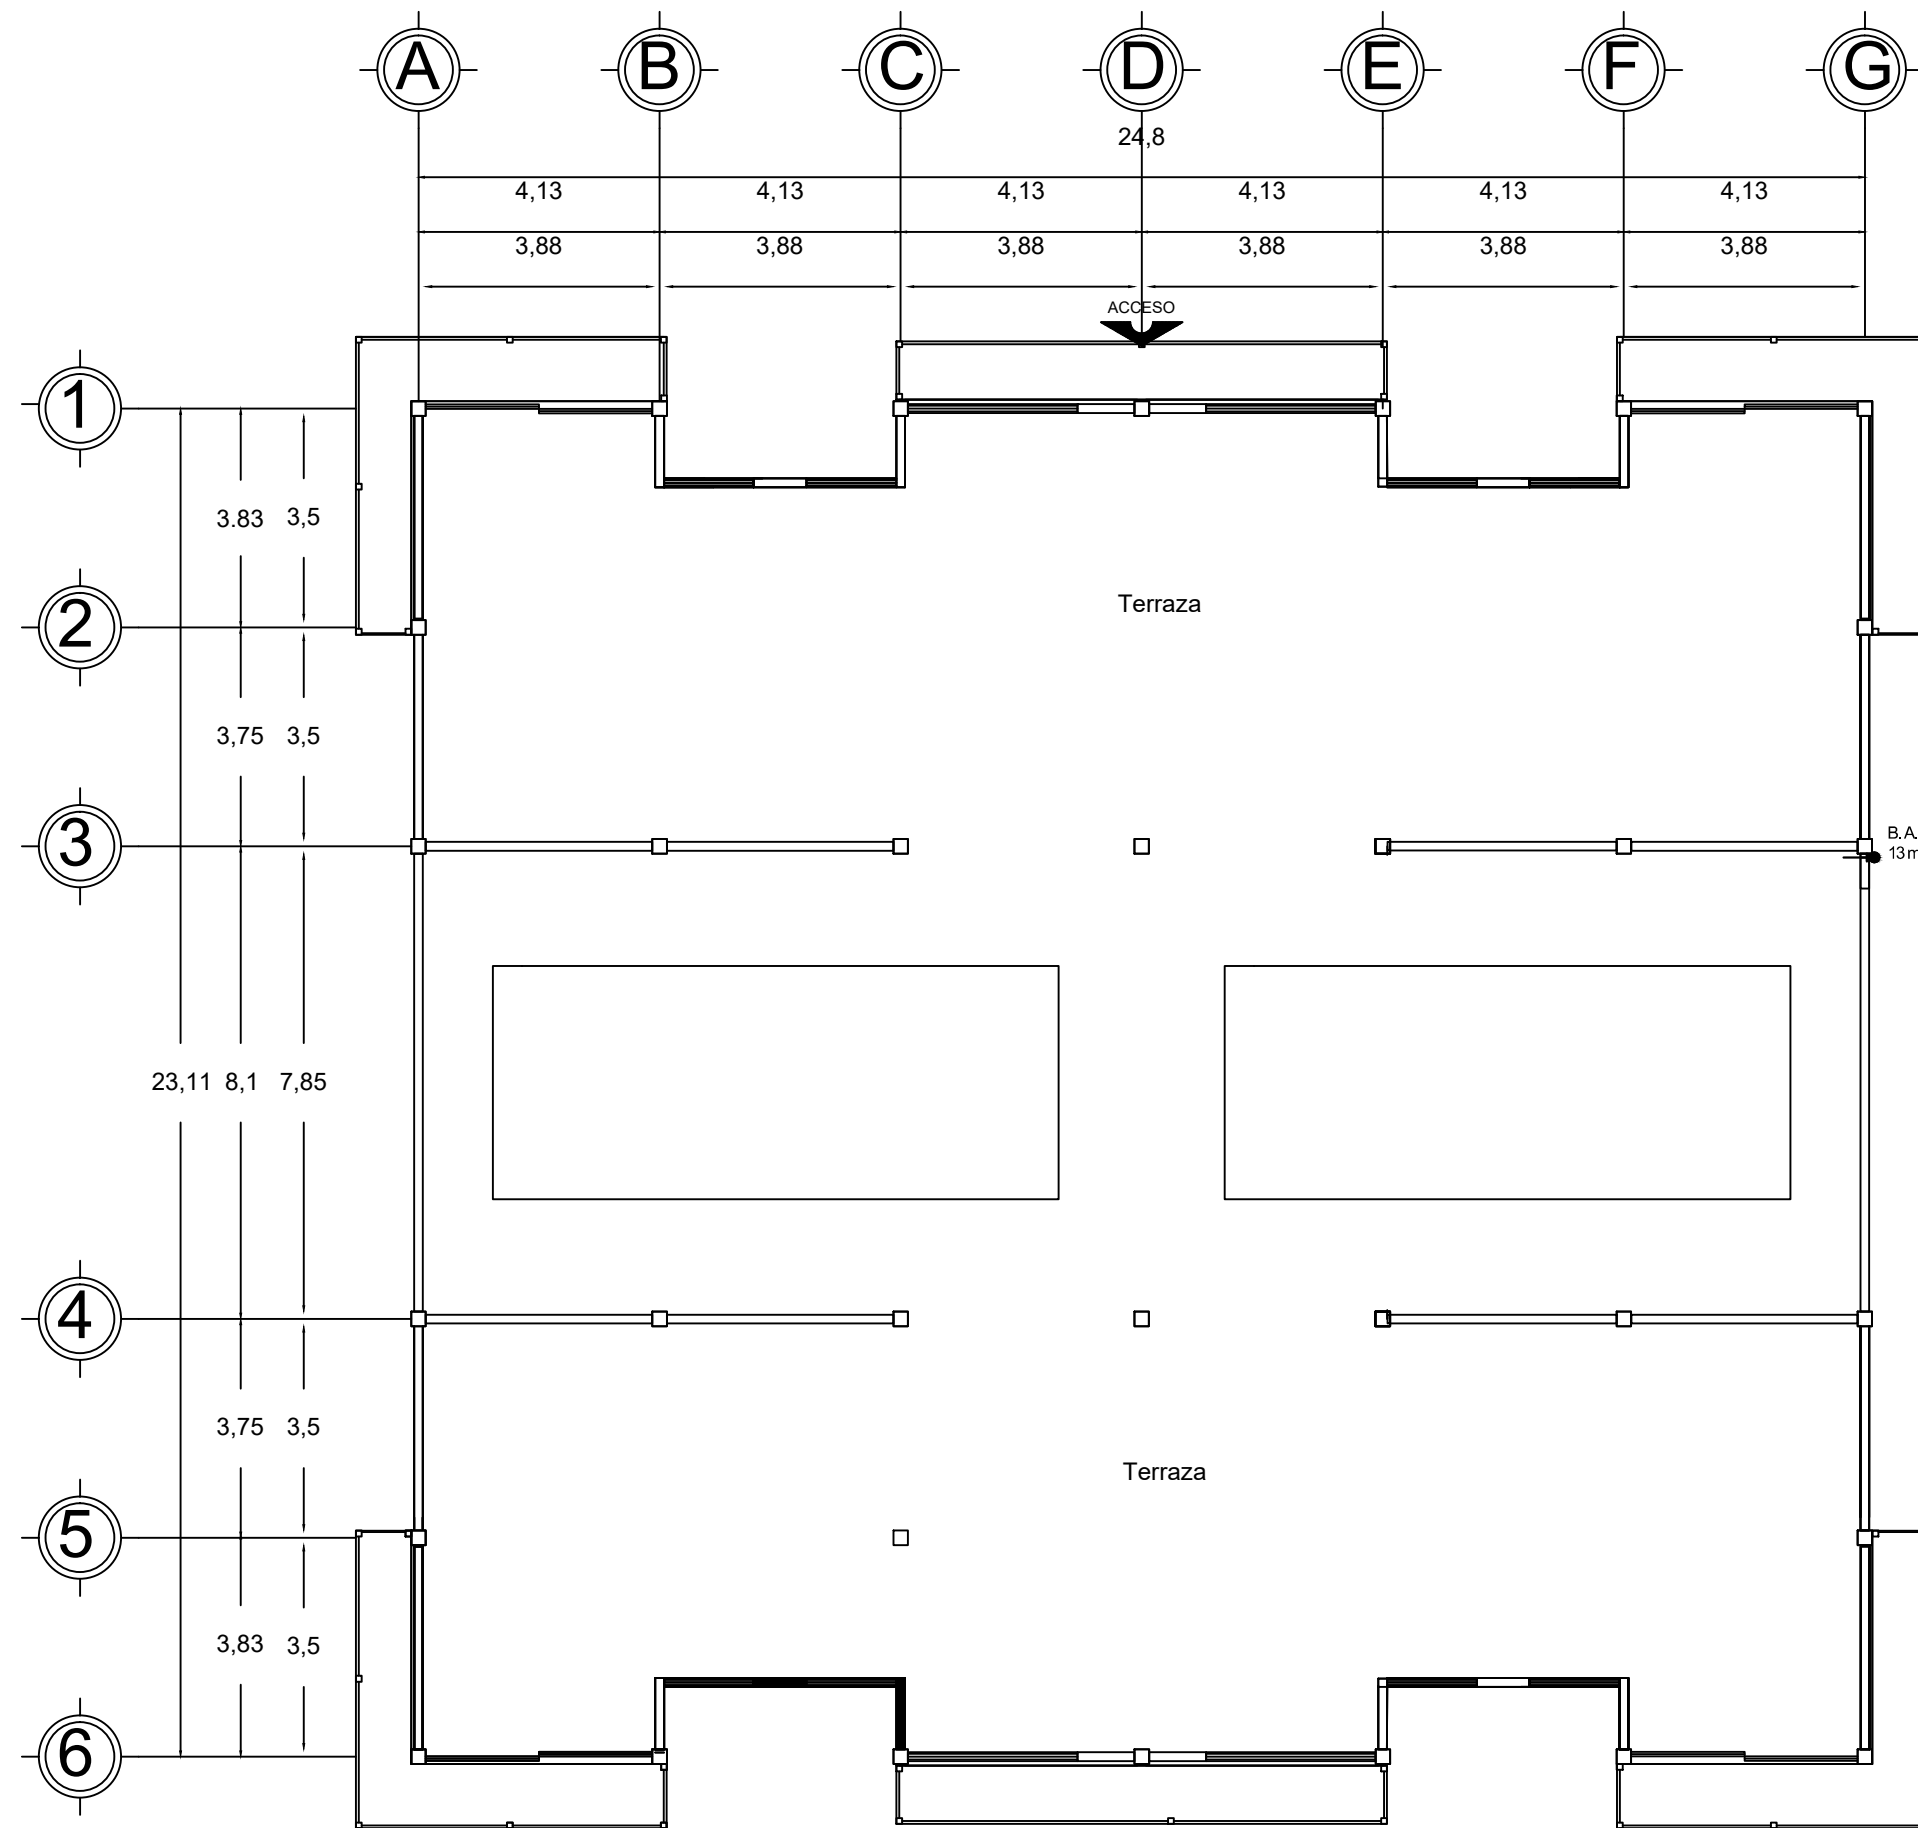 A B C D E F G
24,8
4,13 4,13 4,13 4,13 4,13 4,13
3,88 3,88 3,88 3,88 3,88 3,88
ACCESO
1
3.83 3,5
Terraza
2
3,75 3,5
3
B.A.
13m
23,11 8,1 7,85
4
3,75 3,5
Terraza
5
3,83 3,5
6